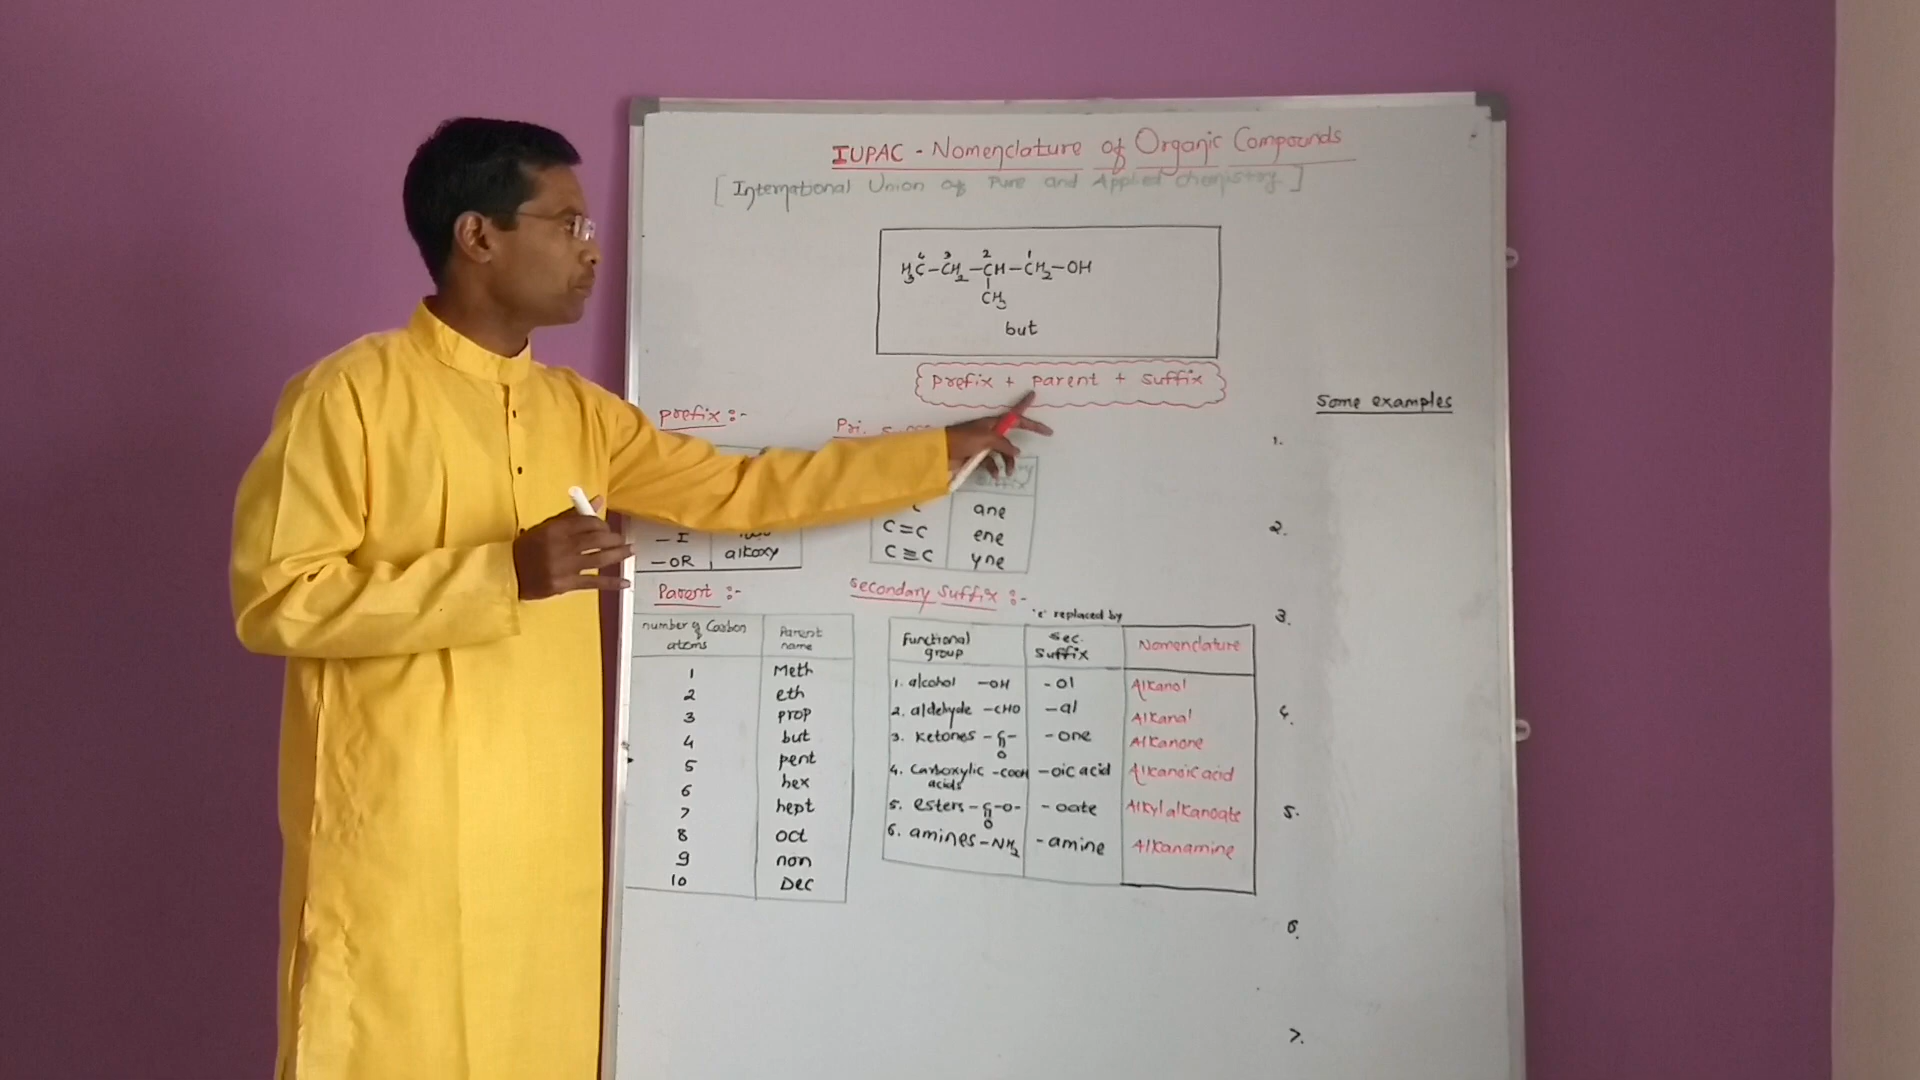 IUPAC - Nomenclature of Organic Compounds
[International Union of Pure and Applied Chemistry]
4 3 2 1
H3C-CH2-CH-CH2-OH
CH3
but
prefix + parent + suffix
prefix :-
Pri.
- I
- OR alkoxy
ane
C=C ene
C≡C yne
Parent :-
number of Carbon atoms Parent name
1 Meth
2 eth
3 prop
4 but
5 pent
6 hex
7 hept
8 oct
9 non
10 Dec
Secondary Suffix :-
'e' replaced by
Functional group Sec. Suffix Nomenclature
1. alcohol -OH -ol Alkanol
2. aldehyde -CHO -al Alkanal
3. Ketones -C- -one Alkanone
O
4. Carboxylic -COOH -oic acid Alkanoic acid
acids
5. esters -C-O- -oate Alkyl alkanoate
O
6. amines -NH2 -amine Alkanamine
Some examples
1.
2.
3.
4.
5.
6.
7.